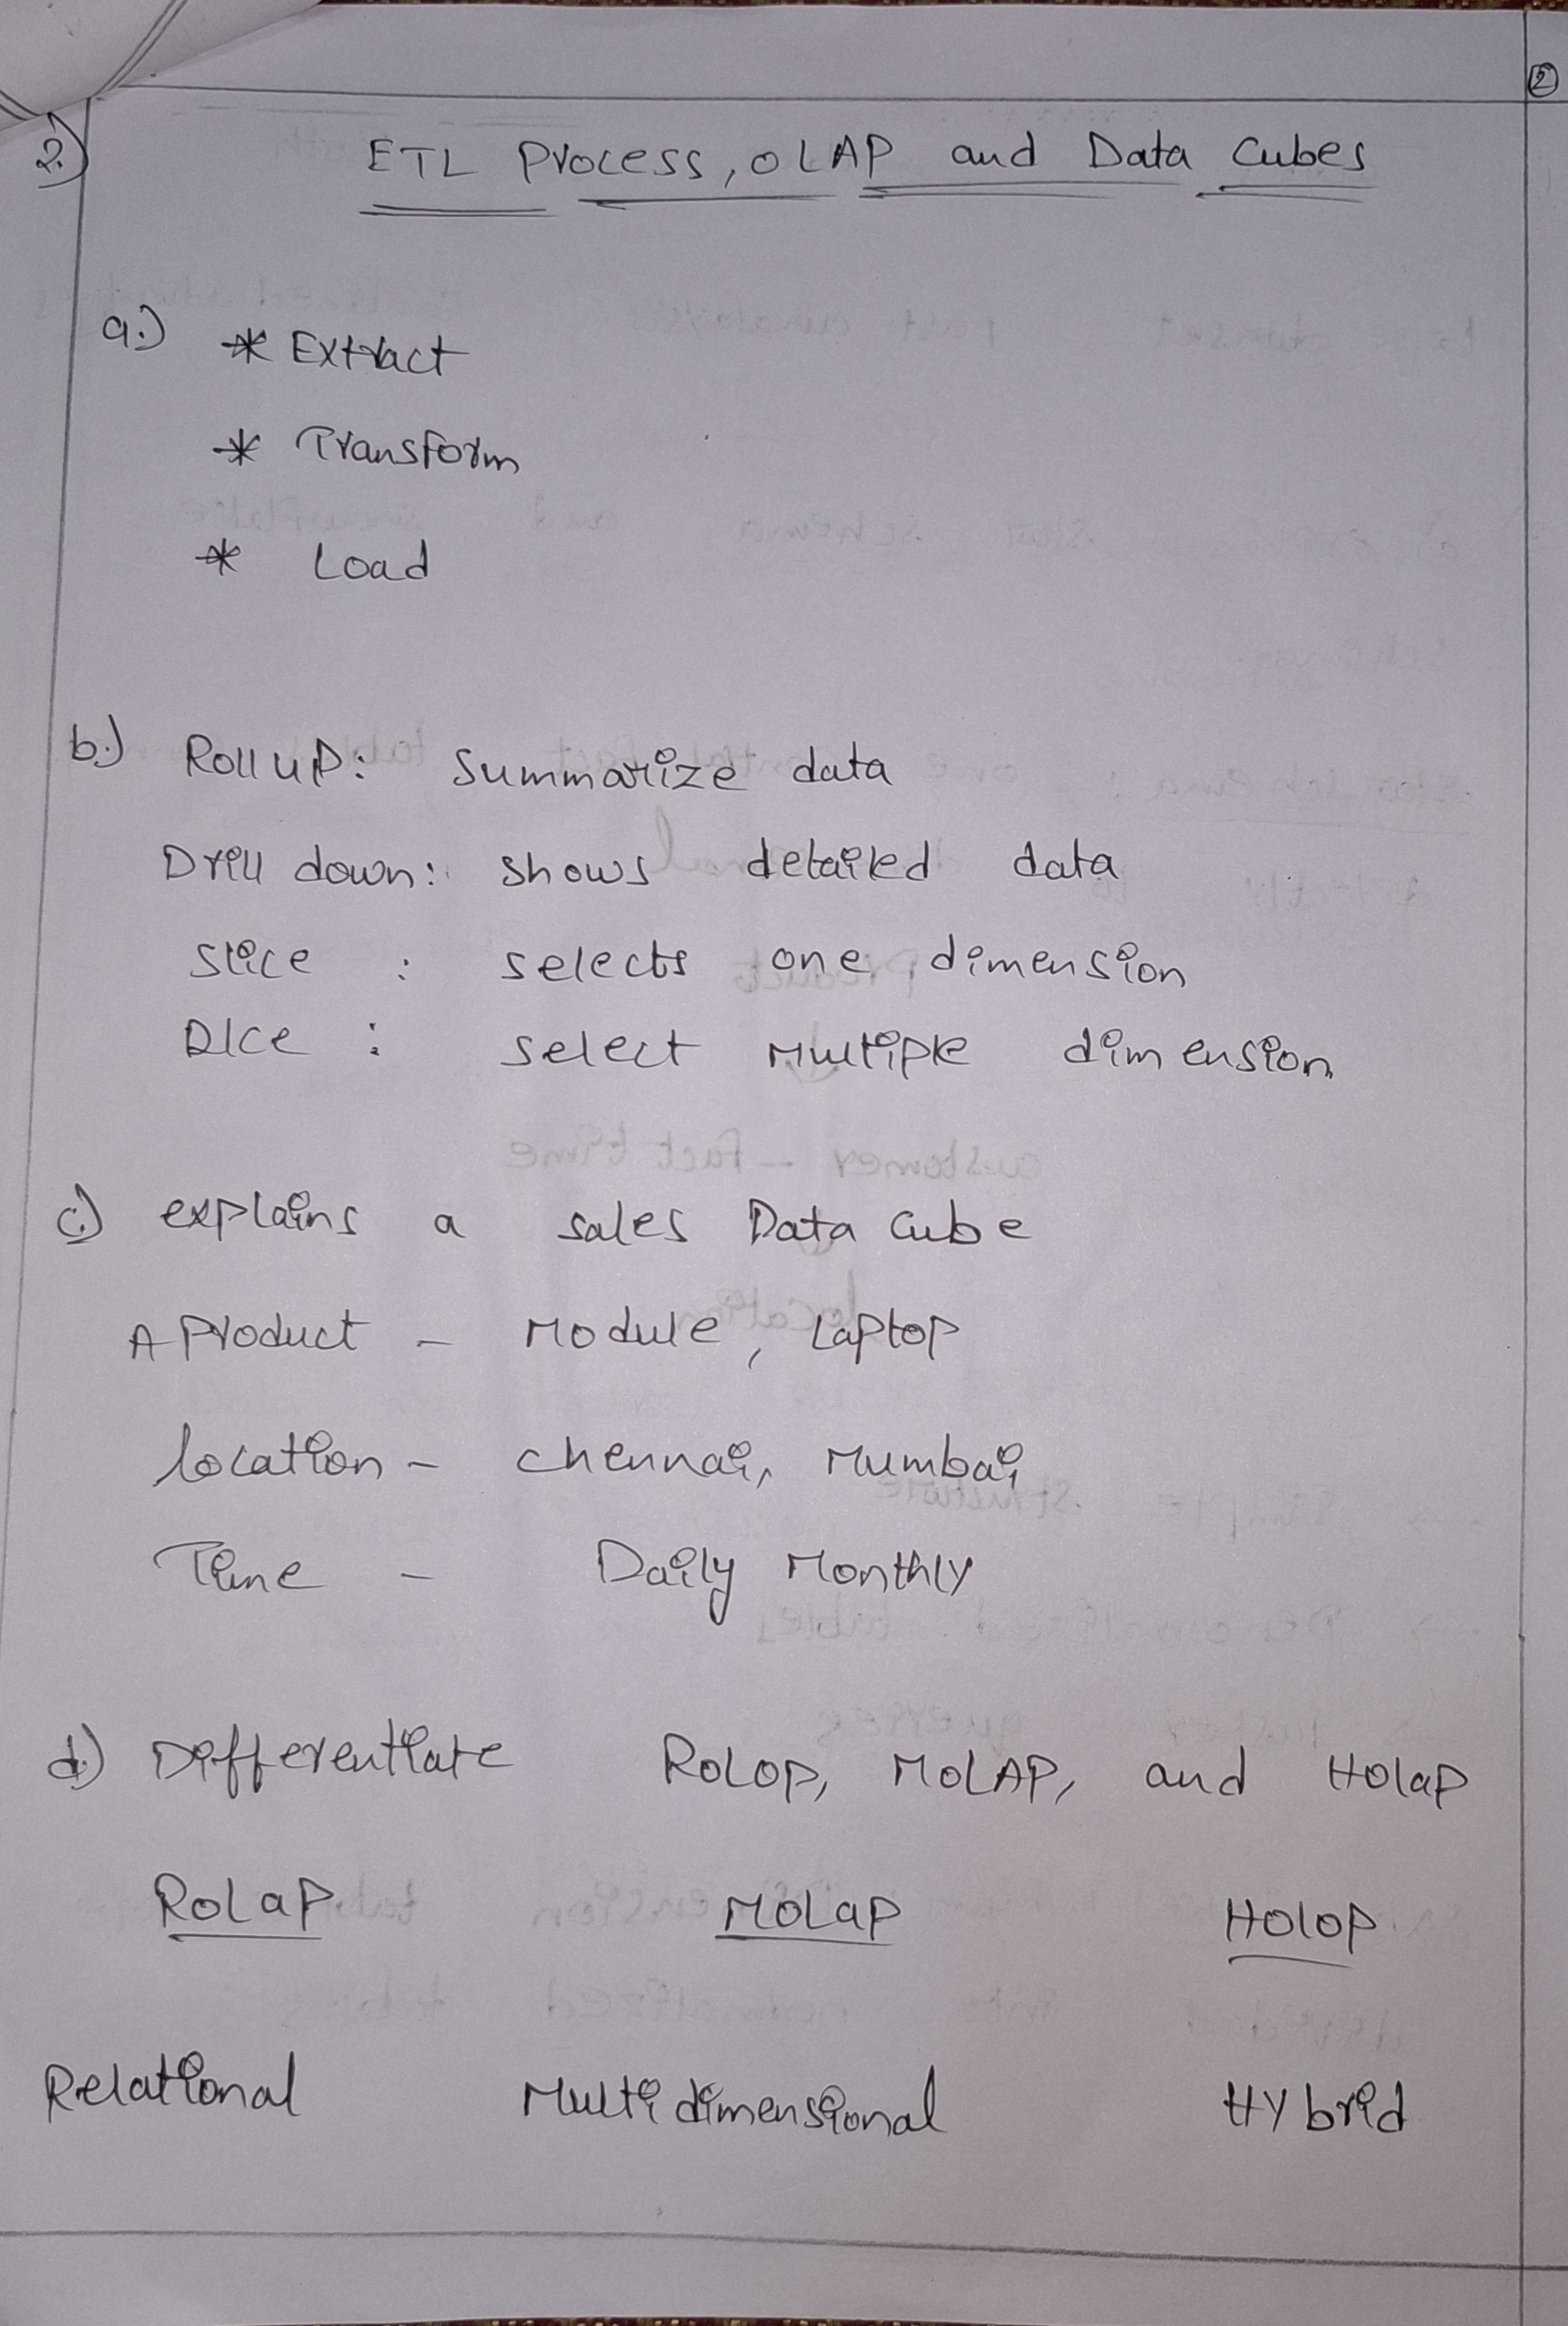 2
2.) ETL Process, OLAP and Data Cubes
a.) * Extract
* Transform
* Load
b.) Roll up: Summarize data
Drill down: shows detailed data
Slice : selects one dimension
Dice : select Multiple dimension
c.) explains a sales Data Cube
A Product - Module, Laptop
location - Chennai, Mumbai
Time - Daily Monthly
d.) Differentiate ROLOP, MOLAP, and HOlap
ROlaP MOLap HOlOP
Relational Multidimensional Hybrid